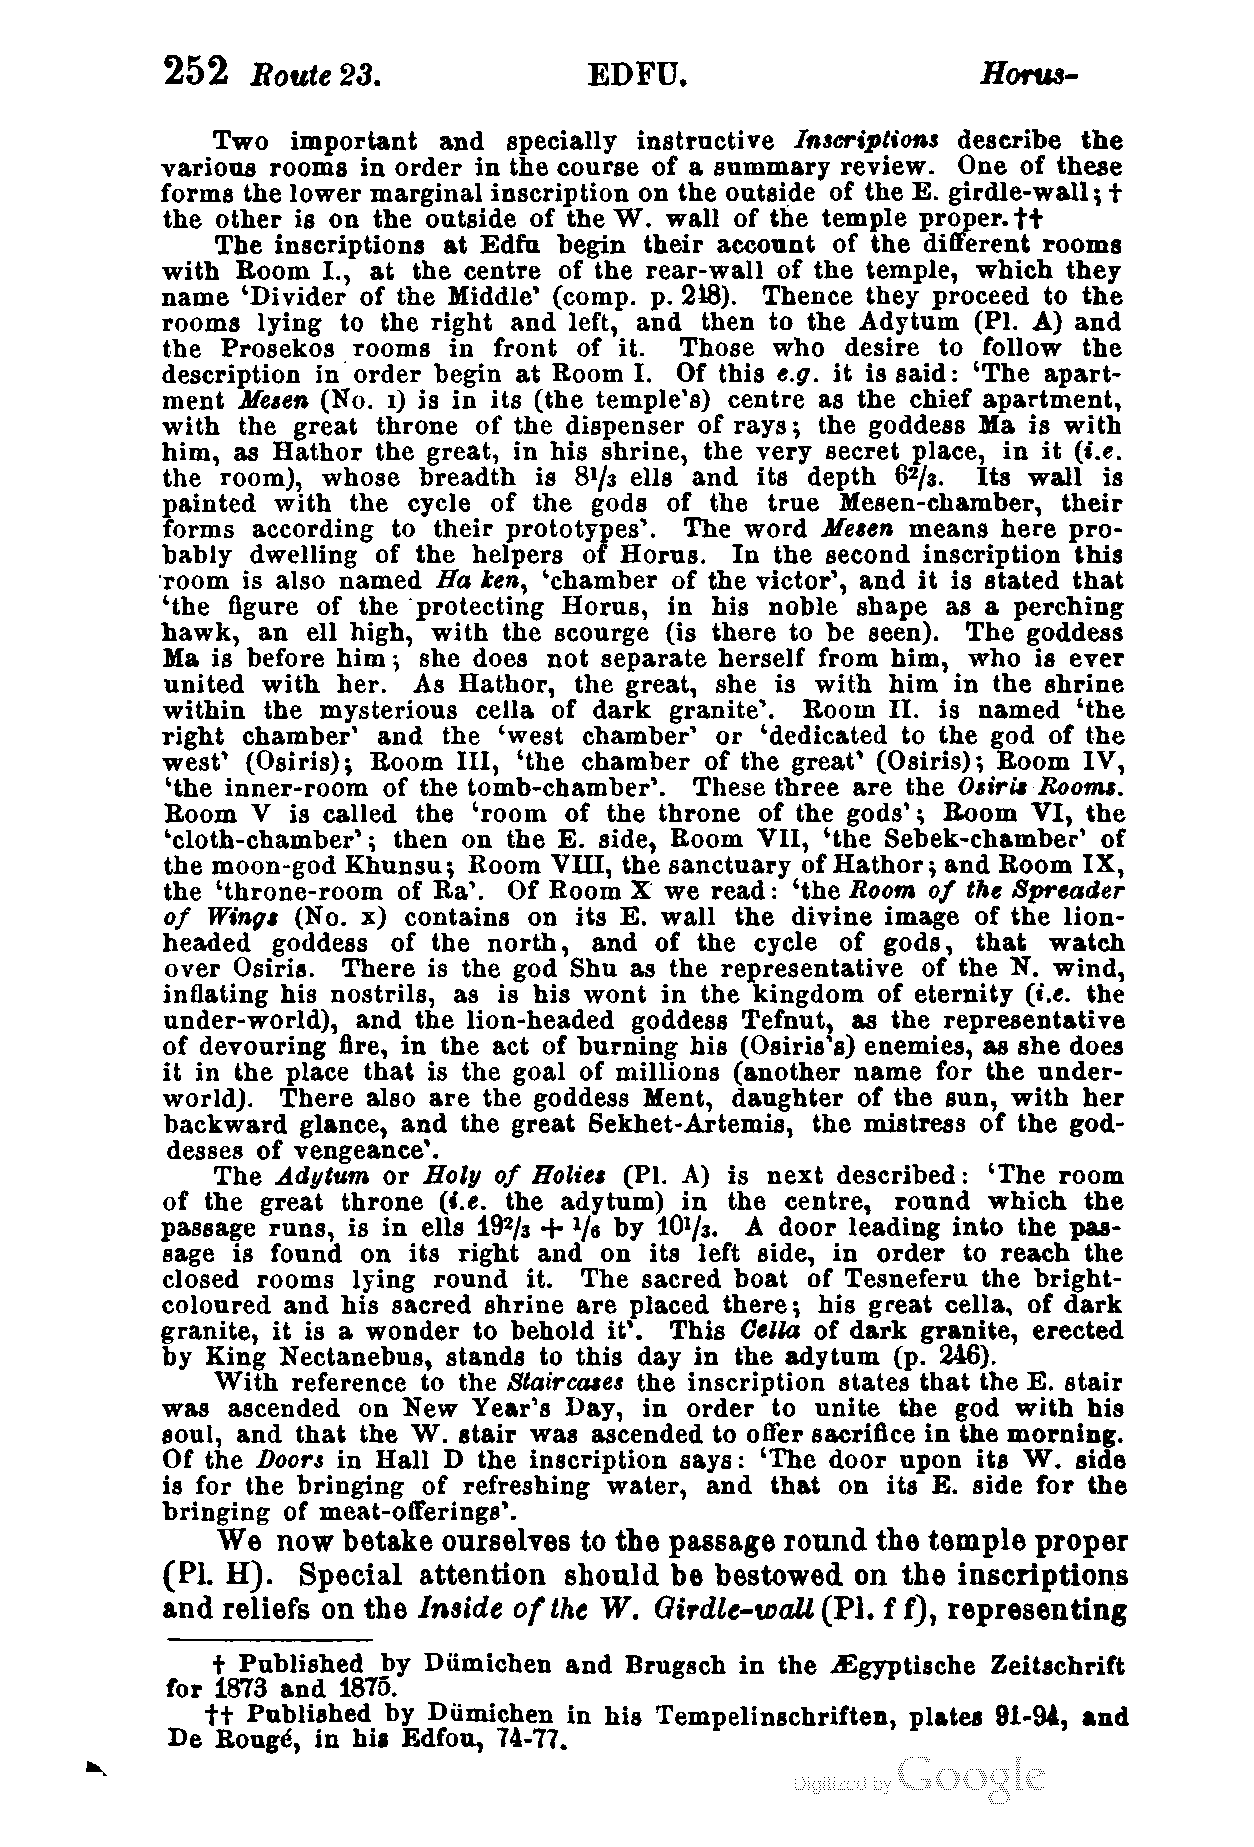 252 Route 23. EDFU. Horus-
Two important and specially instructive Inscriptions describe the
various rooms in order in the course of a summary review. One of these
forms the lower marginal inscription on the outside of the E. girdle-wall; †
the other is on the outside of the W. wall of the temple proper.††
The inscriptions at Edfu begin their account of the different rooms
with Room I., at the centre of the rear-wall of the temple, which they
name 'Divider of the Middle' (comp. p. 248). Thence they proceed to the
rooms lying to the right and left, and then to the Adytum (Pl. A) and
the Prosekos rooms in front of it. Those who desire to follow the
description in order begin at Room I. Of this e.g. it is said: 'The apart-
ment Mesen (No. I) is in its (the temple's) centre as the chief apartment,
with the great throne of the dispenser of rays; the goddess Ma is with
him, as Hathor the great, in his shrine, the very secret place, in it (i.e.
the room), whose breadth is 8 1/3 ells and its depth 6 2/3. Its wall is
painted with the cycle of the gods of the true Mesen-chamber, their
forms according to their prototypes'. The word Mesen means here pro-
bably dwelling of the helpers of Horus. In the second inscription this
room is also named Ha ken, 'chamber of the victor', and it is stated that
'the figure of the protecting Horus, in his noble shape as a perching
hawk, an ell high, with the scourge (is there to be seen). The goddess
Ma is before him; she does not separate herself from him, who is ever
united with her. As Hathor, the great, she is with him in the shrine
within the mysterious cella of dark granite'. Room II. is named 'the
right chamber' and the 'west chamber' or 'dedicated to the god of the
west' (Osiris); Room III, 'the chamber of the great' (Osiris); Room IV,
'the inner-room of the tomb-chamber'. These three are the Osiris Rooms.
Room V is called the 'room of the throne of the gods'; Room VI, the
'cloth-chamber'; then on the E. side, Room VII, 'the Sebek-chamber' of
the moon-god Khunsu; Room VIII, the sanctuary of Hathor; and Room IX,
the 'throne-room of Ra'. Of Room X we read: 'the Room of the Spreader
of Wings (No. X) contains on its E. wall the divine image of the lion-
headed goddess of the north, and of the cycle of gods, that watch
over Osiris. There is the god Shu as the representative of the N. wind,
inflating his nostrils, as is his wont in the kingdom of eternity (i.e. the
under-world), and the lion-headed goddess Tefnut, as the representative
of devouring fire, in the act of burning his (Osiris's) enemies, as she does
it in the place that is the goal of millions (another name for the under-
world). There also are the goddess Ment, daughter of the sun, with her
backward glance, and the great Sekhet-Artemis, the mistress of the god-
desses of vengeance'.
The Adytum or Holy of Holies (Pl. A) is next described: 'The room
of the great throne (i.e. the adytum) in the centre, round which the
passage runs, is in ells 19 2/3 + 1/6 by 10 1/3. A door leading into the pas-
sage is found on its right and on its left side, in order to reach the
closed rooms lying round it. The sacred boat of Tesneferu the bright-
coloured and his sacred shrine are placed there; his great cella, of dark
granite, it is a wonder to behold it'. This Cella of dark granite, erected
by King Nectanebus, stands to this day in the adytum (p. 246).
With reference to the Staircases the inscription states that the E. stair
was ascended on New Year's Day, in order to unite the god with his
soul, and that the W. stair was ascended to offer sacrifice in the morning.
Of the Doors in Hall D the inscription says: 'The door upon its W. side
is for the bringing of refreshing water, and that on its E. side for the
bringing of meat-offerings'.
We now betake ourselves to the passage round the temple proper
(Pl. H). Special attention should be bestowed on the inscriptions
and reliefs on the Inside of the W. Girdle-wall (Pl. f f), representing
† Published by Dümichen and Brugsch in the Ægyptische Zeitschrift
for 1873 and 1875.
†† Published by Dümichen in his Tempelinschriften, plates 91-94, and
De Rougé, in his Edfou, 74-77.
Digitized by Google